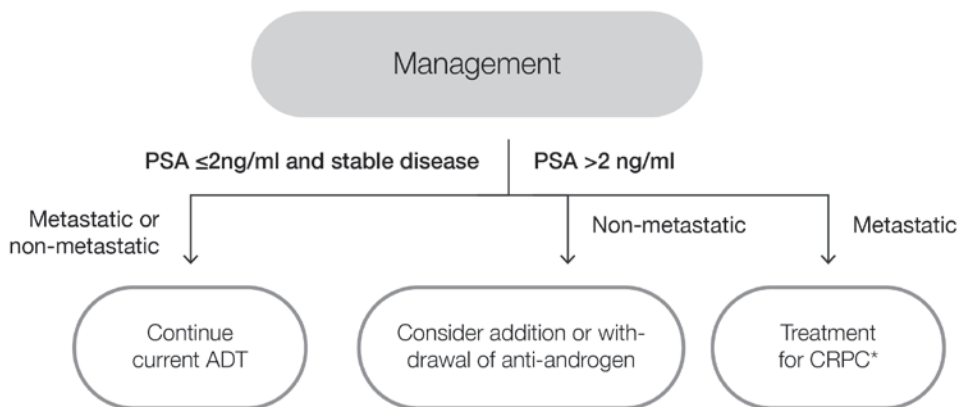 Management
PSA ≤2ng/ml and stable disease
PSA >2 ng/ml
Metastatic or
non-metastatic
Non-metastatic
Metastatic
Continue
current ADT
Consider addition or with-
drawal of anti-androgen
Treatment
for CRPC*